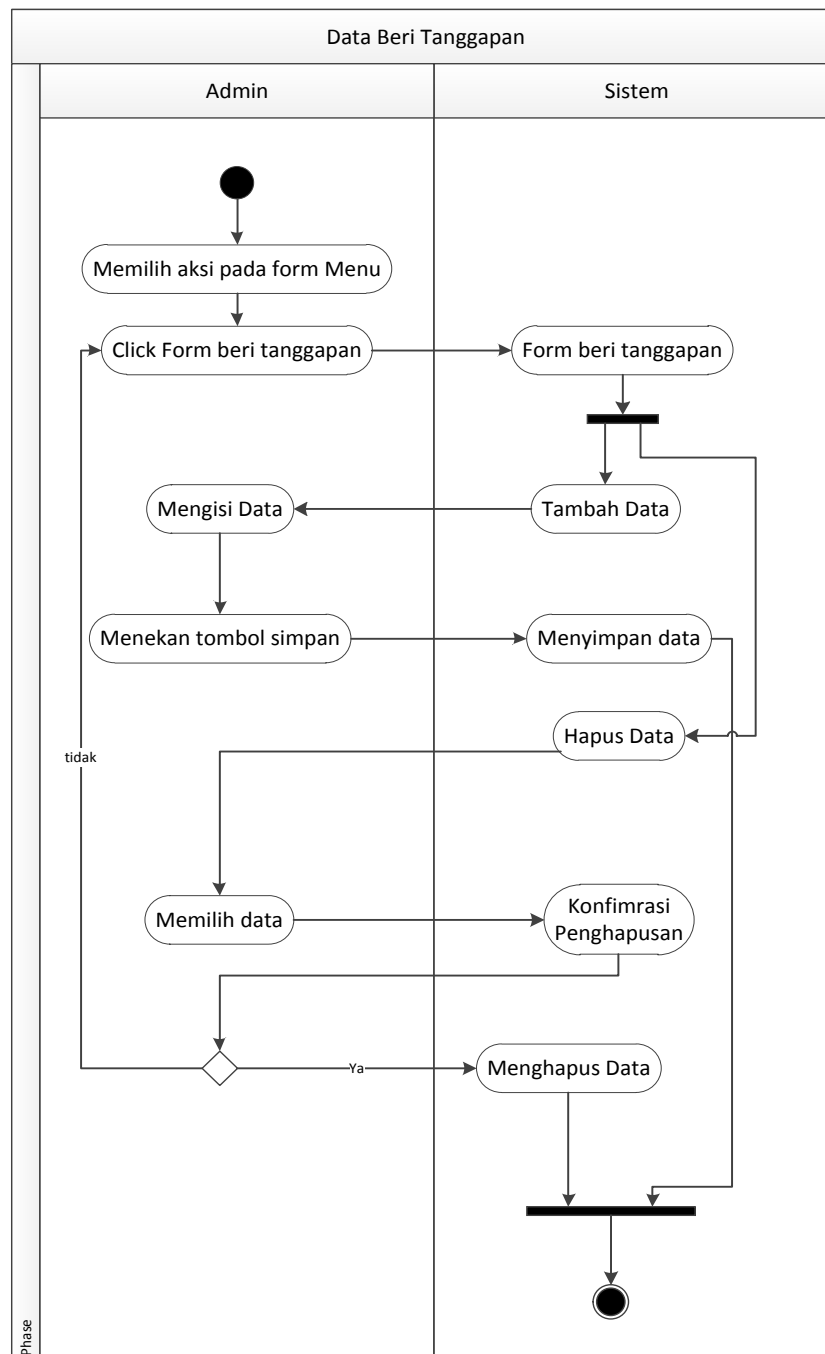 Data Beri Tanggapan
Admin
Sistem
Memilih aksi pada form Menu
Click Form beri tanggapan
Form beri tanggapan
Mengisi Data
Tambah Data
Menekan tombol simpan
Menyimpan data
Hapus Data
tidak
Memilih data
Konfimrasi
Penghapusan
Ya
Menghapus Data
Phase